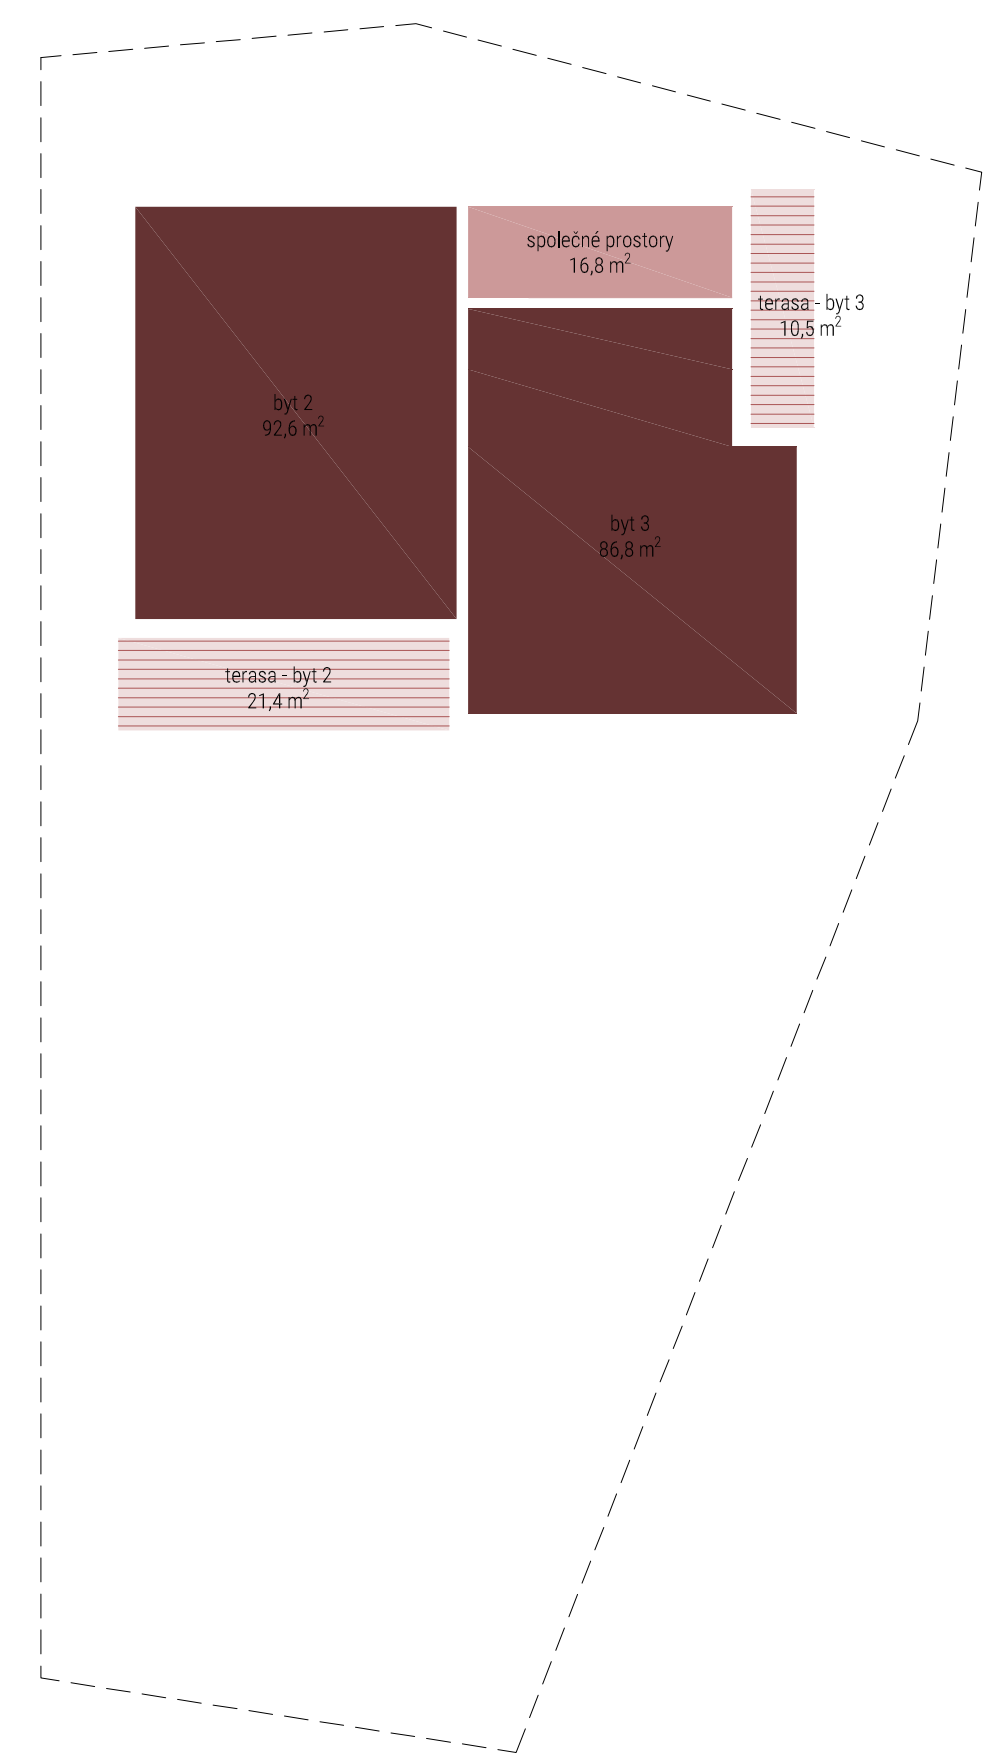 společné prostory
16,8 m²
terasa - byt 3
10,5 m²
byt 2
92,6 m²
byt 3
86,8 m²
terasa - byt 2
21,4 m²